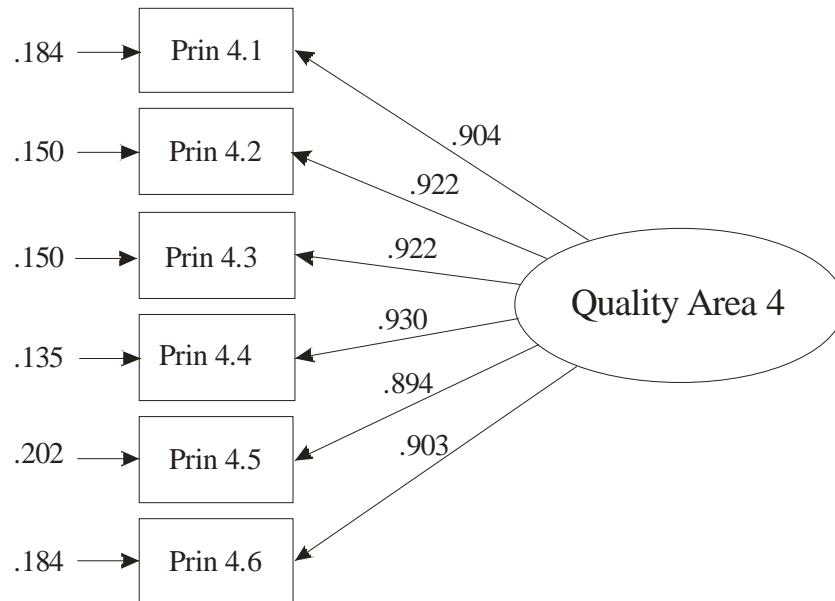 .184
Prin 4.1
.904
.150
Prin 4.2
.922
.150
Prin 4.3
.922
Quality Area 4
.135
Prin 4.4
.930
.202
Prin 4.5
.894
.184
Prin 4.6
.903